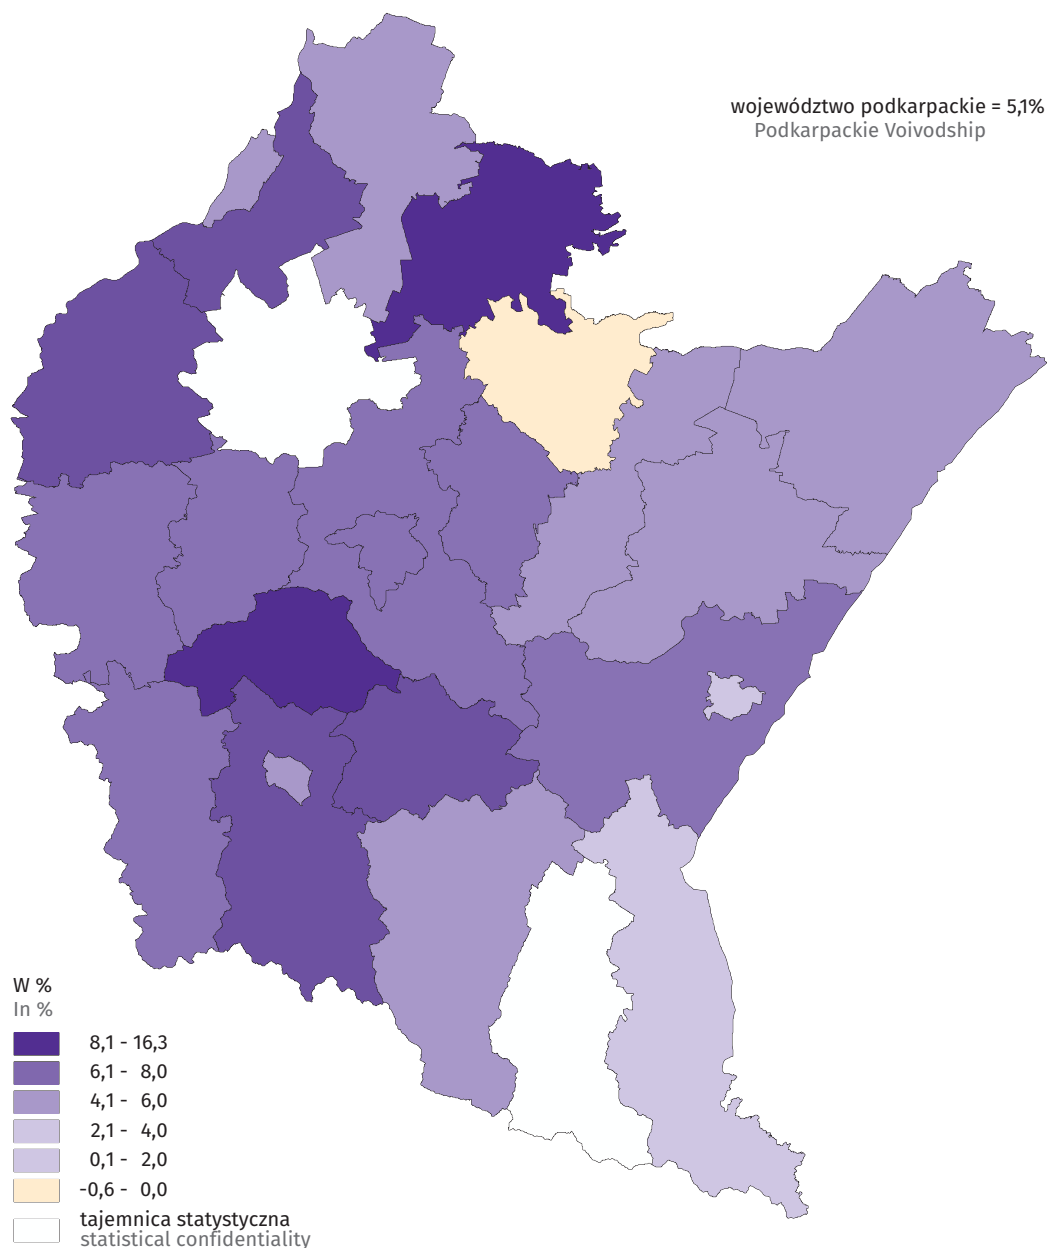 województwo podkarpackie = 5,1%
Podkarpackie Voivodship
W %
In %
8,1 - 16,3
6,1 - 8,0
4,1 - 6,0
2,1 - 4,0
0,1 - 2,0
-0,6 - 0,0
tajemnica statystyczna
statistical confidentiality